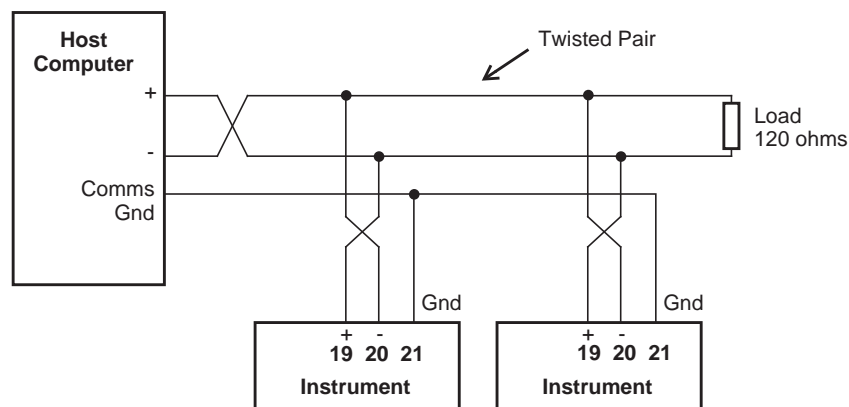 Host
Computer
Twisted Pair
+
-
Load
120 ohms
Comms
Gnd
Gnd
Gnd
+ -
19 20 21
Instrument
+ -
19 20 21
Instrument